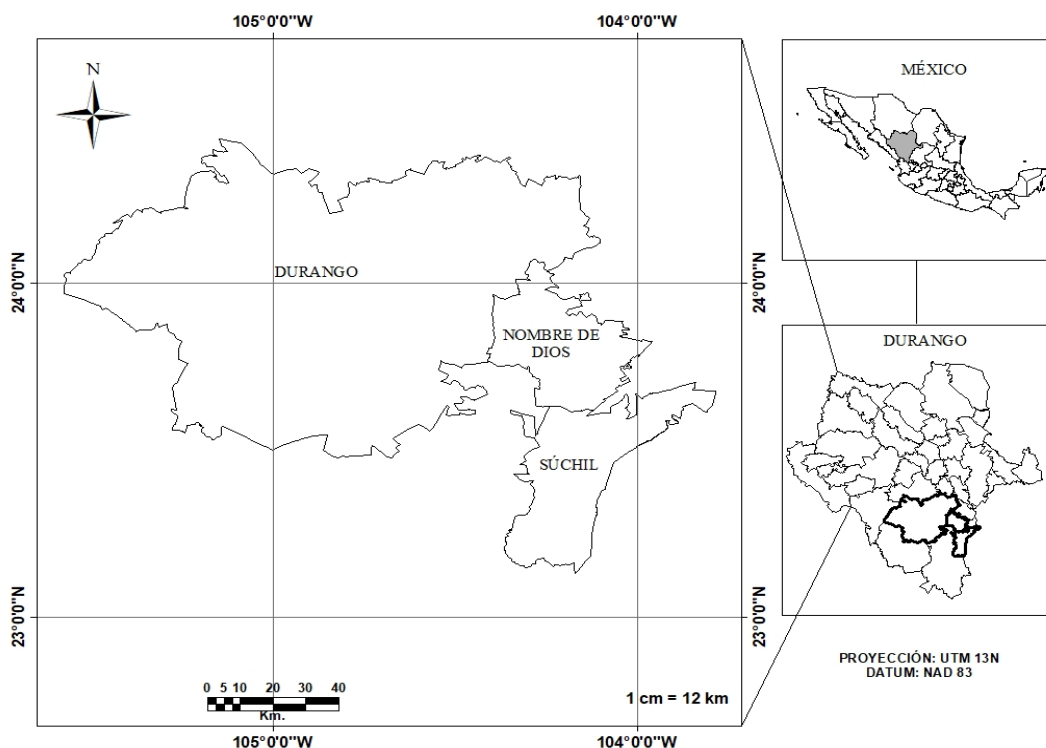 105°0'0"W 104°0'0"W
N
MÉXICO
DURANGO
24°0'0"N 24°0'0"N
NOMBRE DE
DIOS
DURANGO
SÚCHIL
23°0'0"N 23°0'0"N
PROYECCIÓN: UTM 13N
DATUM: NAD 83
0 5 10 20 30 40
Km.
1 cm = 12 km
105°0'0"W 104°0'0"W